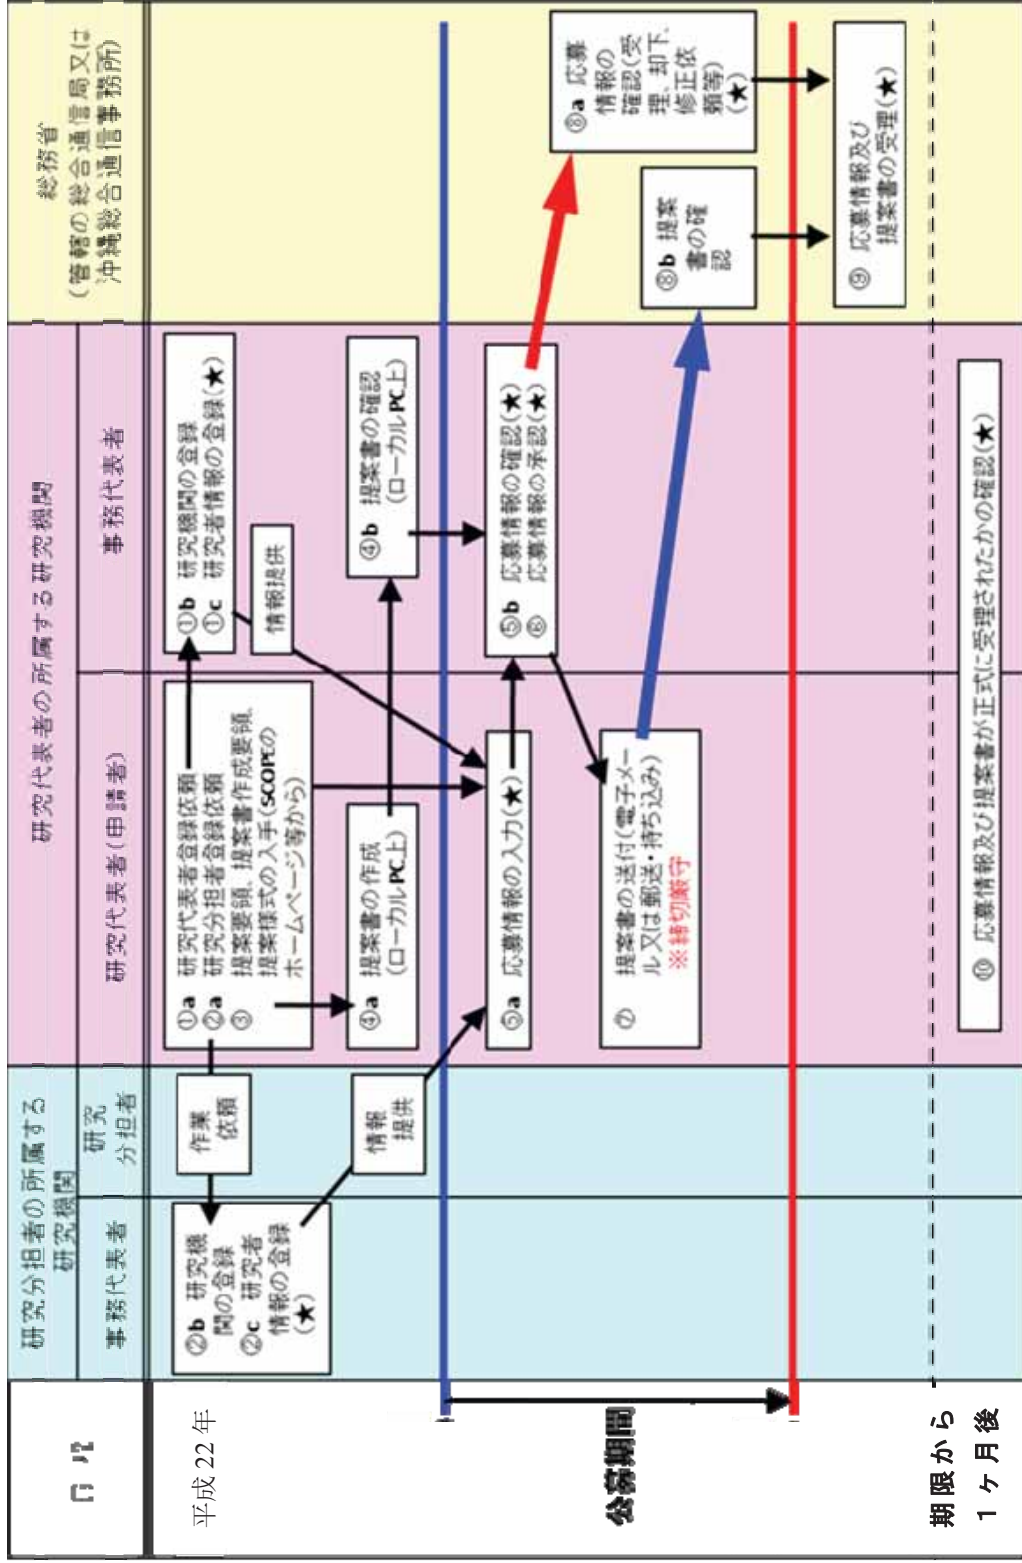 研究分担者の所属する
研究機関
研究代表者の所属する研究機関
総務省
(管轄の総合通信局又は
沖縄総合通信事務所)
事務代表者
研究
分担者
研究代表者(申請者)
事務代表者
平成 22 年
②b 研究機
関の登録
②c 研究者
情報の登録
(★)
作業
依頼
情報
提供
①a 研究代表者登録依頼
②a 研究分担者登録依頼
③ 提案要領、提案書作成要領、
提案様式の入手(SCOPEの
ホームページ等から)
①b 研究機関の登録
①c 研究者情報の登録(★)
情報提供
④a 提案書の作成
(ローカルPC上)
④b 提案書の確認
(ローカルPC上)
公募期間
⑤a 応募情報の入力(★)
⑤b 応募情報の確認(★)
⑥ 応募情報の承認(★)
⑦ 提案書の送付(電子メー
ル又は郵送・持ち込み)
※締切厳守
⑧a 応募
情報の
確認(受
理、却下、
修正依
頼等)
(★)
⑧b 提案
書の確
認
⑨ 応募情報及び
提案書の受理(★)
期限から
1ヶ月後
⑩ 応募情報及び提案書が正式に受理されたかの確認(★)